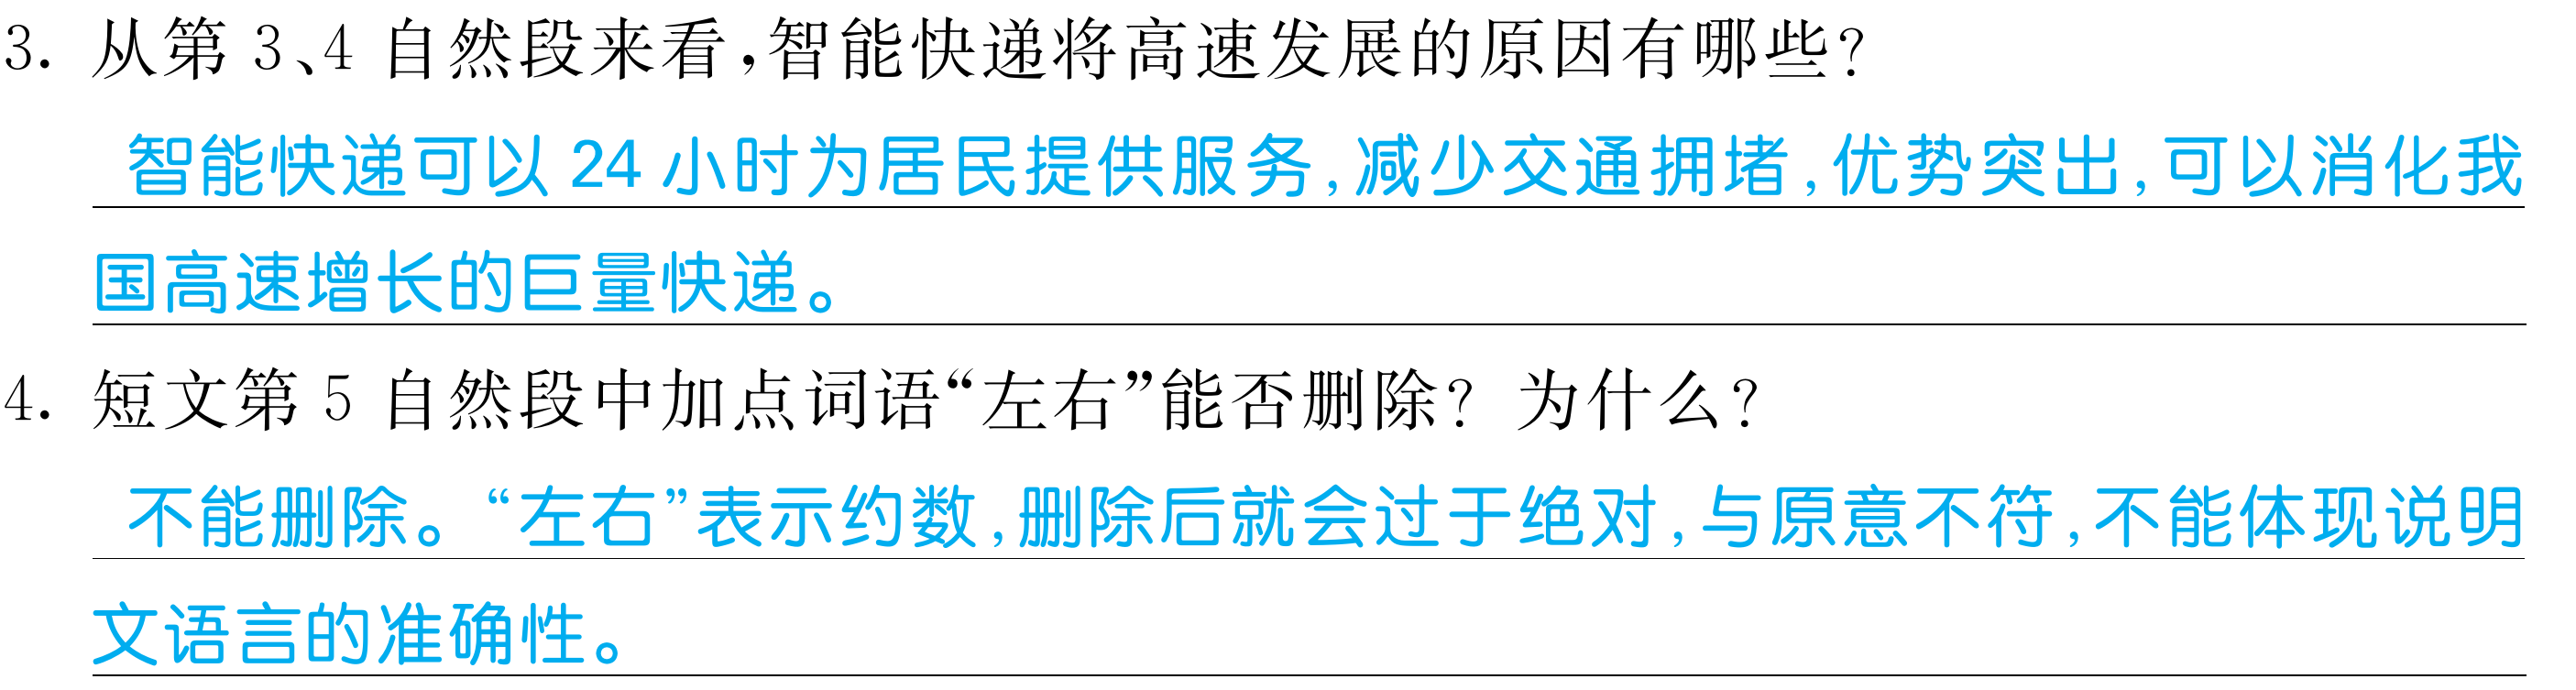 3. 从第 3、4 自然段来看,智能快递将高速发展的原因有哪些?
智能快递可以 24 小时为居民提供服务,减少交通拥堵,优势突出,可以消化我
国高速增长的巨量快递。
4. 短文第 5 自然段中加点词语“左右”能否删除? 为什么?
不能删除。“左右”表示约数,删除后就会过于绝对,与原意不符,不能体现说明
文语言的准确性。